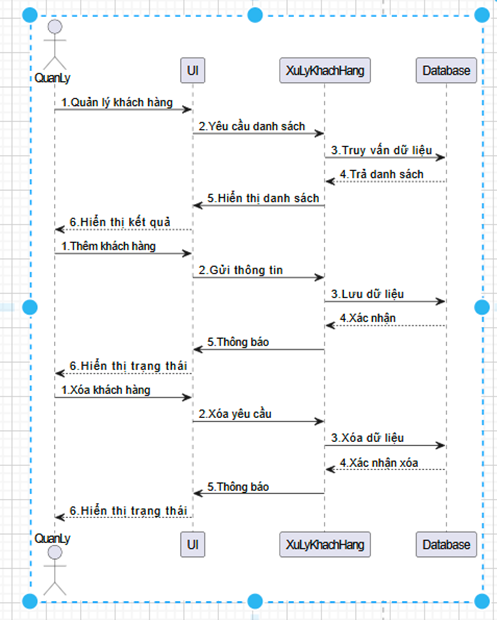 QuanLy
UI
XuLyKhachHang
Database
1.Quản lý khách hàng
2.Yêu cầu danh sách
3.Truy vấn dữ liệu
4.Trả danh sách
5.Hiển thị danh sách
6.Hiển thị kết quả
1.Thêm khách hàng
2.Gửi thông tin
3.Lưu dữ liệu
4.Xác nhận
5.Thông báo
6.Hiển thị trạng thái
1.Xóa khách hàng
2.Xóa yêu cầu
3.Xóa dữ liệu
4.Xác nhận xóa
5.Thông báo
6.Hiển thị trạng thái
QuanLy
UI
XuLyKhachHang
Database